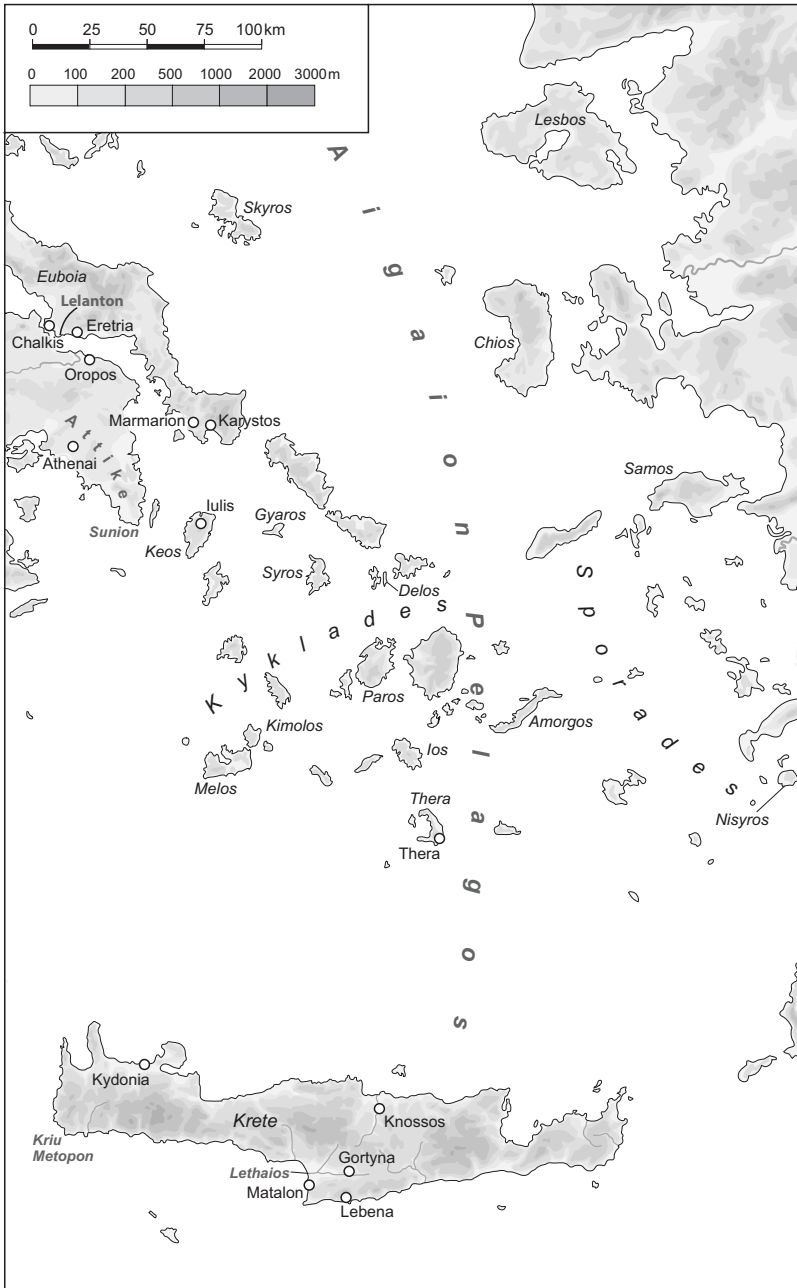 0 25 50 75 100 km
0 100 200 500 1000 2000 3000 m
Lesbos
Aigaion Pelagos
Skyros
Euboia
Lelanton
Chalkis
Eretria
Oropos
Chios
Marmarion
Karystos
Attike
Athenai
Samos
Iulis
Gyaros
Sunion
Keos
Syros
Delos
Kyklades
Sporades
Paros
Amorgos
Kimolos
Ios
Melos
Nisyros
Thera
Thera
Kydonia
Krete
Knossos
Kriu
Metopon
Gortyna
Lethaios
Matalon
Lebena